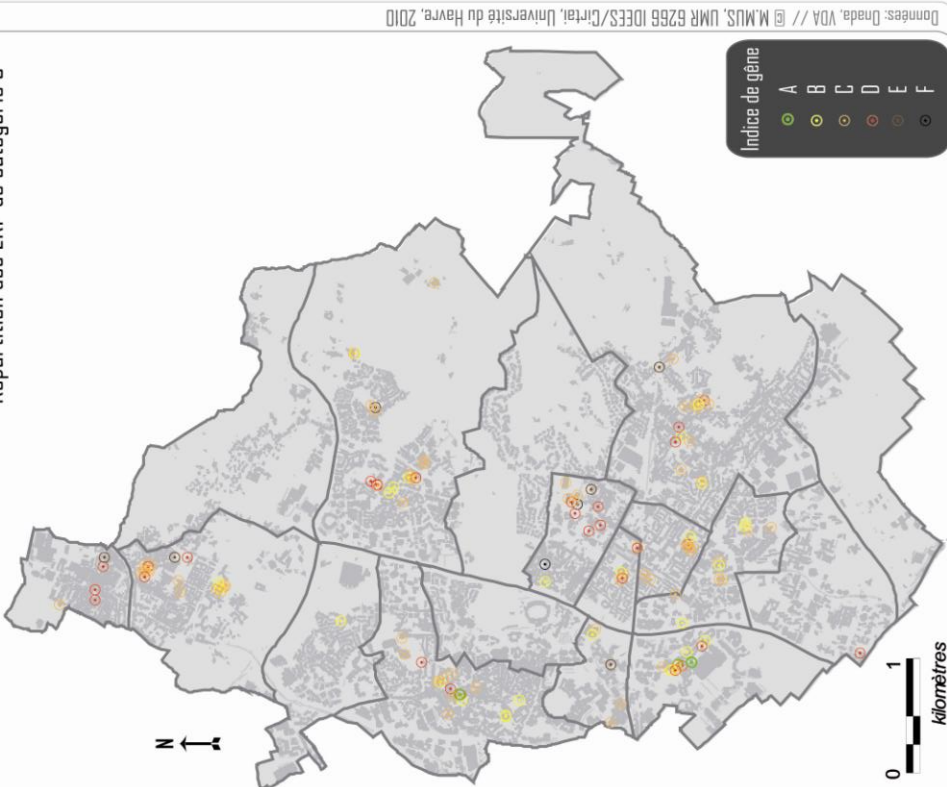 Données: Onada, VDA // © M.MUS, UMR 6266 IDEES/Cirtai, Université du Havre, 2010
Indice de gêne
A
B
C
D
E
F
N
0 1
kilomètres